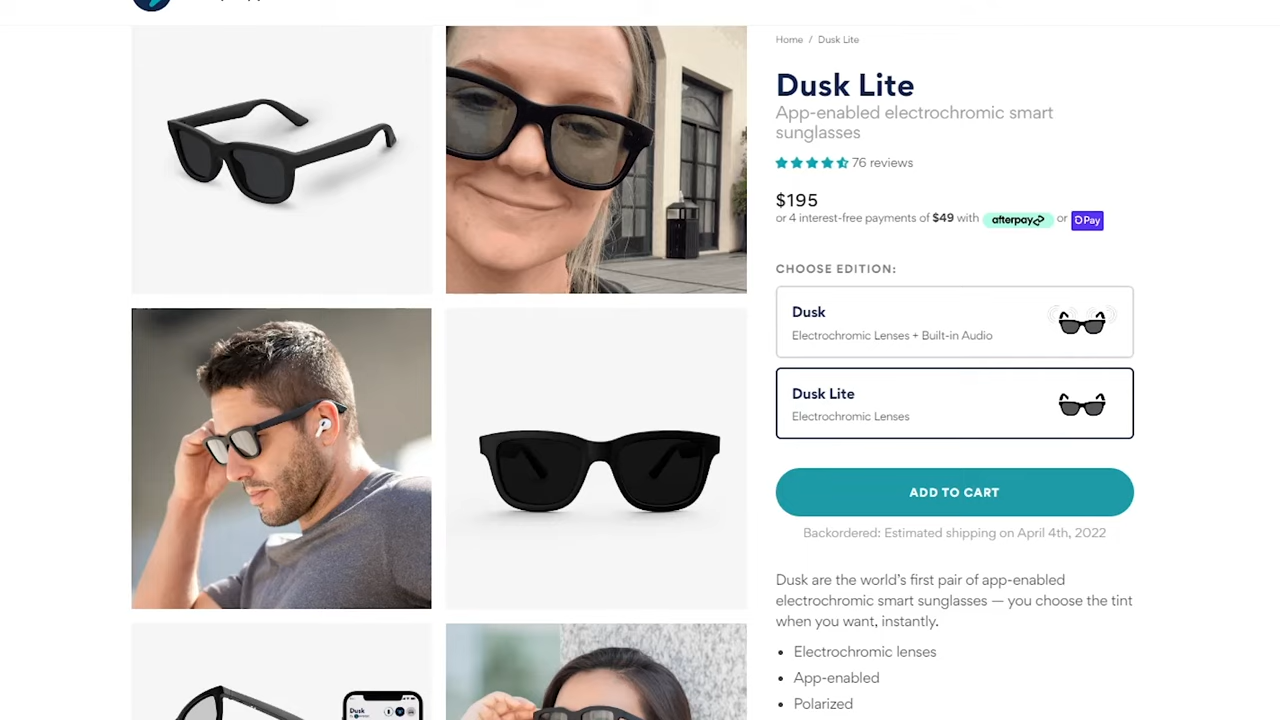 Home / Dusk Lite
Dusk Lite
App-enabled electrochromic smart
sunglasses
76 reviews
$195
or 4 interest-free payments of $49 with afterpay or Pay
CHOOSE EDITION:
Dusk
Electrochromic Lenses + Built-in Audio
Dusk Lite
Electrochromic Lenses
ADD TO CART
Backordered: Estimated shipping on April 4th, 2022
Dusk are the world's first pair of app-enabled
electrochromic smart sunglasses — you choose the tint
when you want, instantly.
• Electrochromic lenses
• App-enabled
• Polarized
Dusk